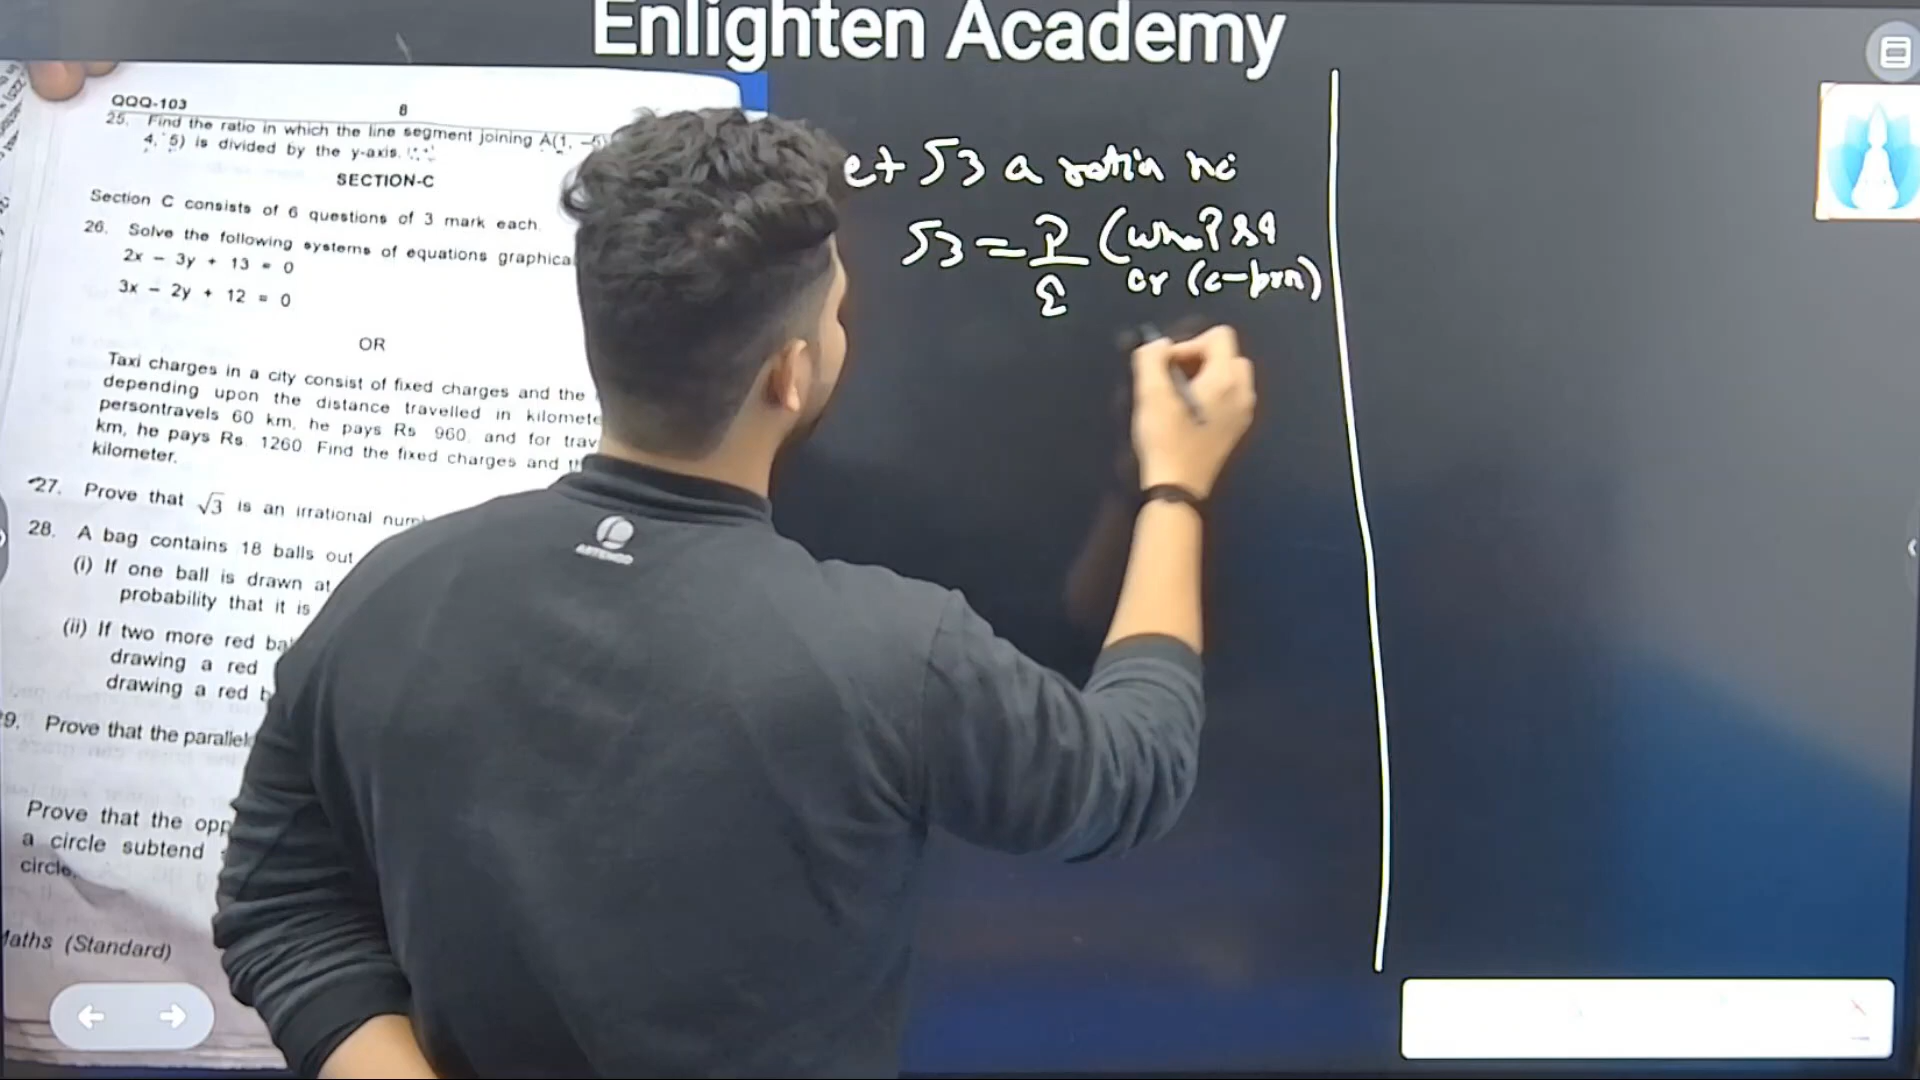 Enlighten Academy
QQQ-103
8
25. Find the ratio in which the line segment joining A(1, –5)
4, 5) is divided by the y-axis.
SECTION-C
Section C consists of 6 questions of 3 mark each.
26. Solve the following systems of equations graphica
2x – 3y + 13 = 0
3x – 2y + 12 = 0
OR
Taxi charges in a city consist of fixed charges and the
depending upon the distance travelled in kilomete
persontravels 60 km, he pays Rs 960, and for trav
km, he pays Rs. 1260 Find the fixed charges and th
kilometer.
27. Prove that √3 is an irrational num
28. A bag contains 18 balls out
(i) If one ball is drawn at
probability that it is
(ii) If two more red bal
drawing a red
drawing a red b
9. Prove that the parallel
Prove that the opp
a circle subtend
circle.
Maths (Standard)
et √3 a
√3 = P
ARTENGO